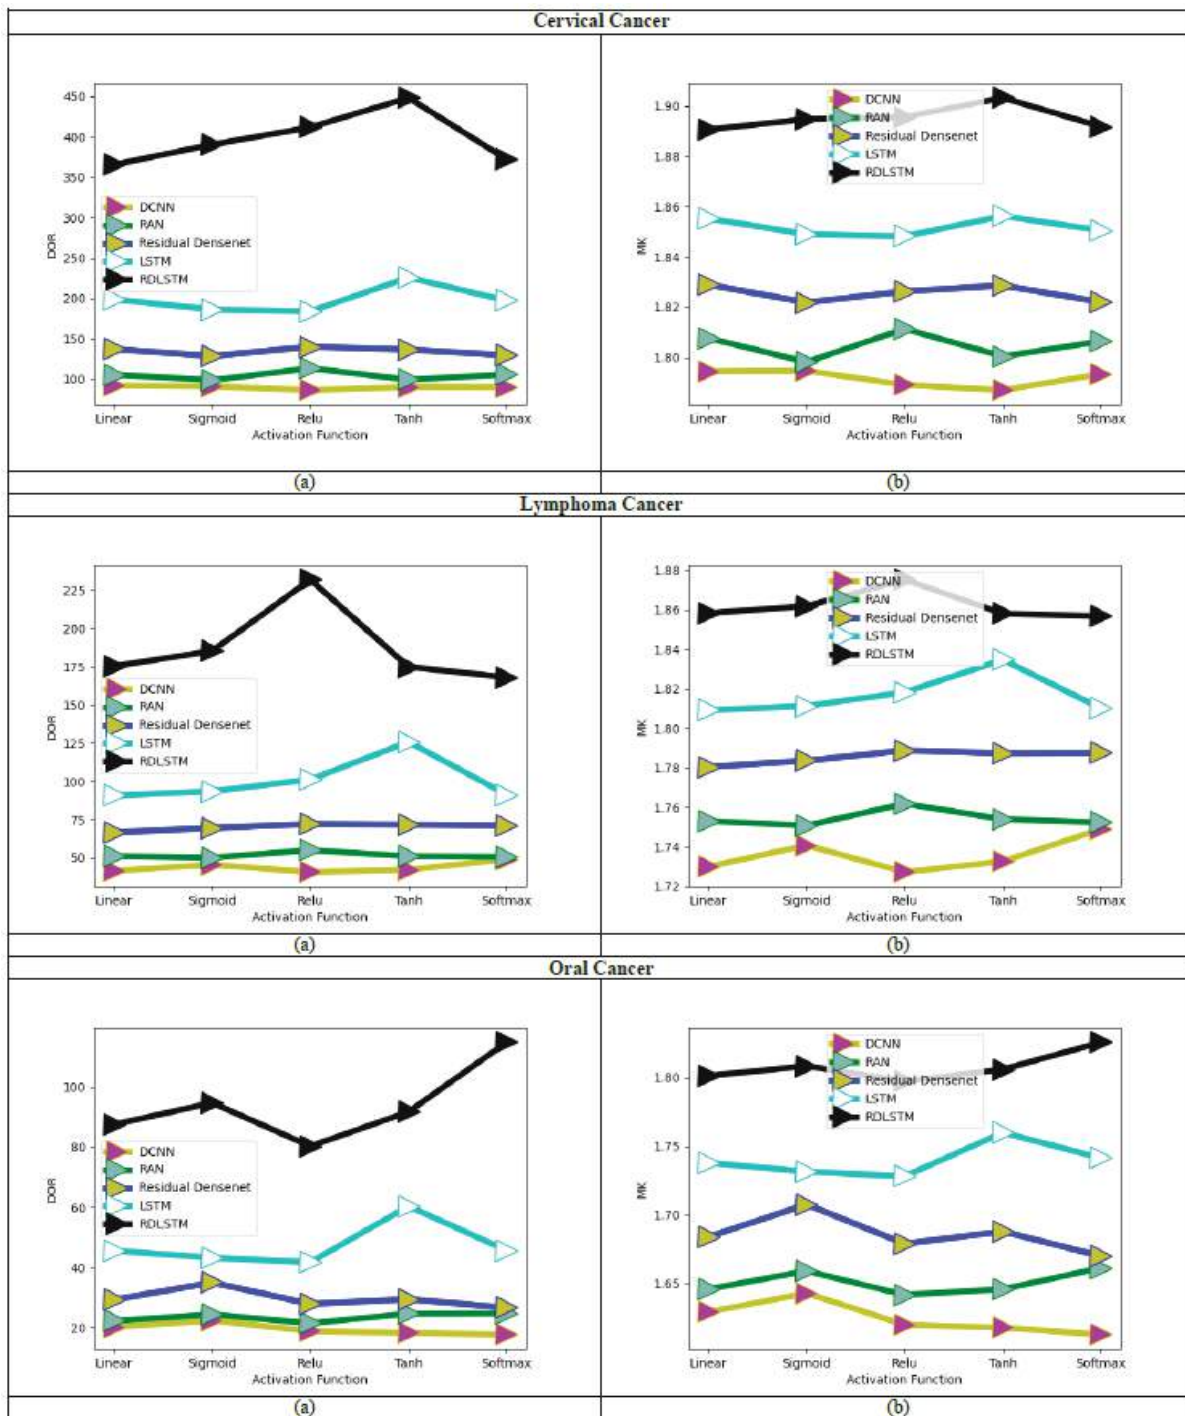 Cervical Cancer
450
400
350
300
250
200
150
100
DOR
DCNN
RAN
Residual Densenet
LSTM
RDLSTM
Linear Sigmoid Relu Tanh Softmax
Activation Function
1.90
1.88
1.86
1.84
1.82
1.80
MK
DCNN
RAN
Residual Densenet
LSTM
RDLSTM
Linear Sigmoid Relu Tanh Softmax
Activation Function
(a) (b)
Lymphoma Cancer
225
200
175
150
125
100
75
50
DOR
DCNN
RAN
Residual Densenet
LSTM
RDLSTM
Linear Sigmoid Relu Tanh Softmax
Activation Function
1.88
1.86
1.84
1.82
1.80
1.78
1.76
1.74
1.72
MK
DCNN
RAN
Residual Densenet
LSTM
RDLSTM
Linear Sigmoid Relu Tanh Softmax
Activation Function
(a) (b)
Oral Cancer
100
80
60
40
20
DOR
DCNN
RAN
Residual Densenet
LSTM
RDLSTM
Linear Sigmoid Relu Tanh Softmax
Activation Function
1.80
1.75
1.70
1.65
MK
DCNN
RAN
Residual Densenet
LSTM
RDLSTM
Linear Sigmoid Relu Tanh Softmax
Activation Function
(a) (b)